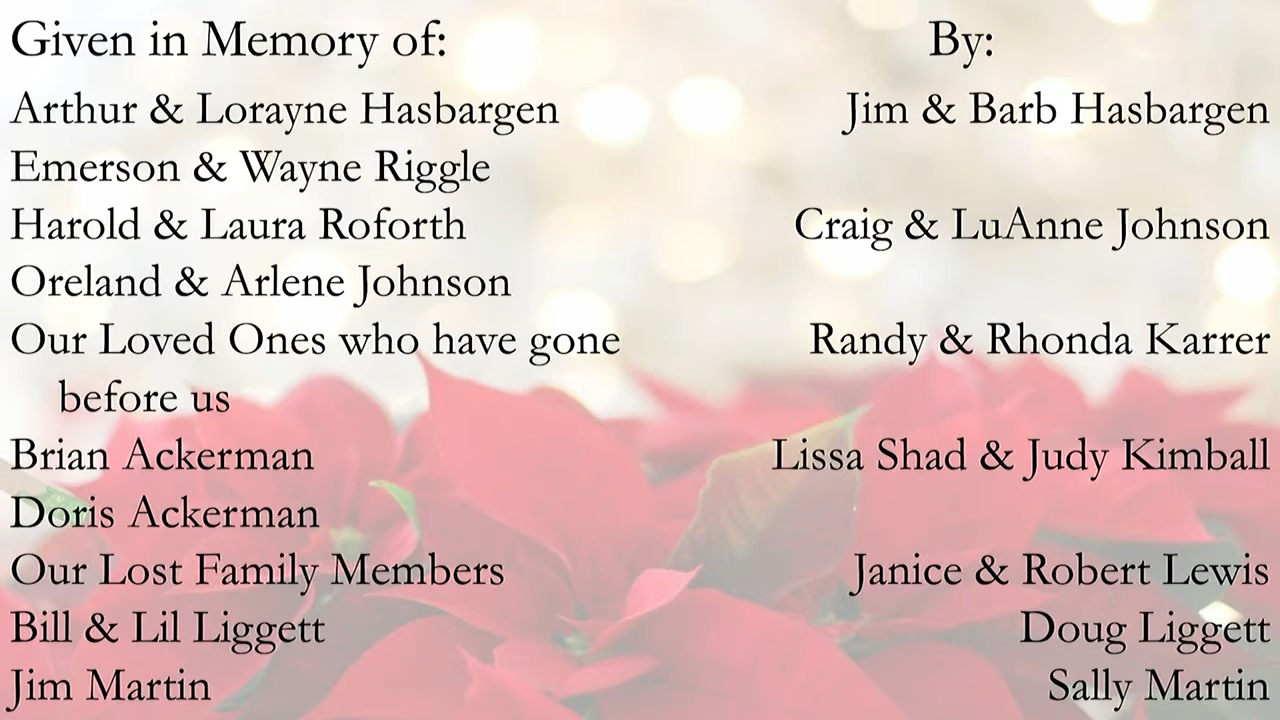 Given in Memory of: By:
Arthur & Lorayne Hasbargen Jim & Barb Hasbargen
Emerson & Wayne Riggle
Harold & Laura Roforth Craig & LuAnne Johnson
Oreland & Arlene Johnson
Our Loved Ones who have gone Randy & Rhonda Karrer
before us
Brian Ackerman Lissa Shad & Judy Kimball
Doris Ackerman
Our Lost Family Members Janice & Robert Lewis
Bill & Lil Liggett Doug Liggett
Jim Martin Sally Martin